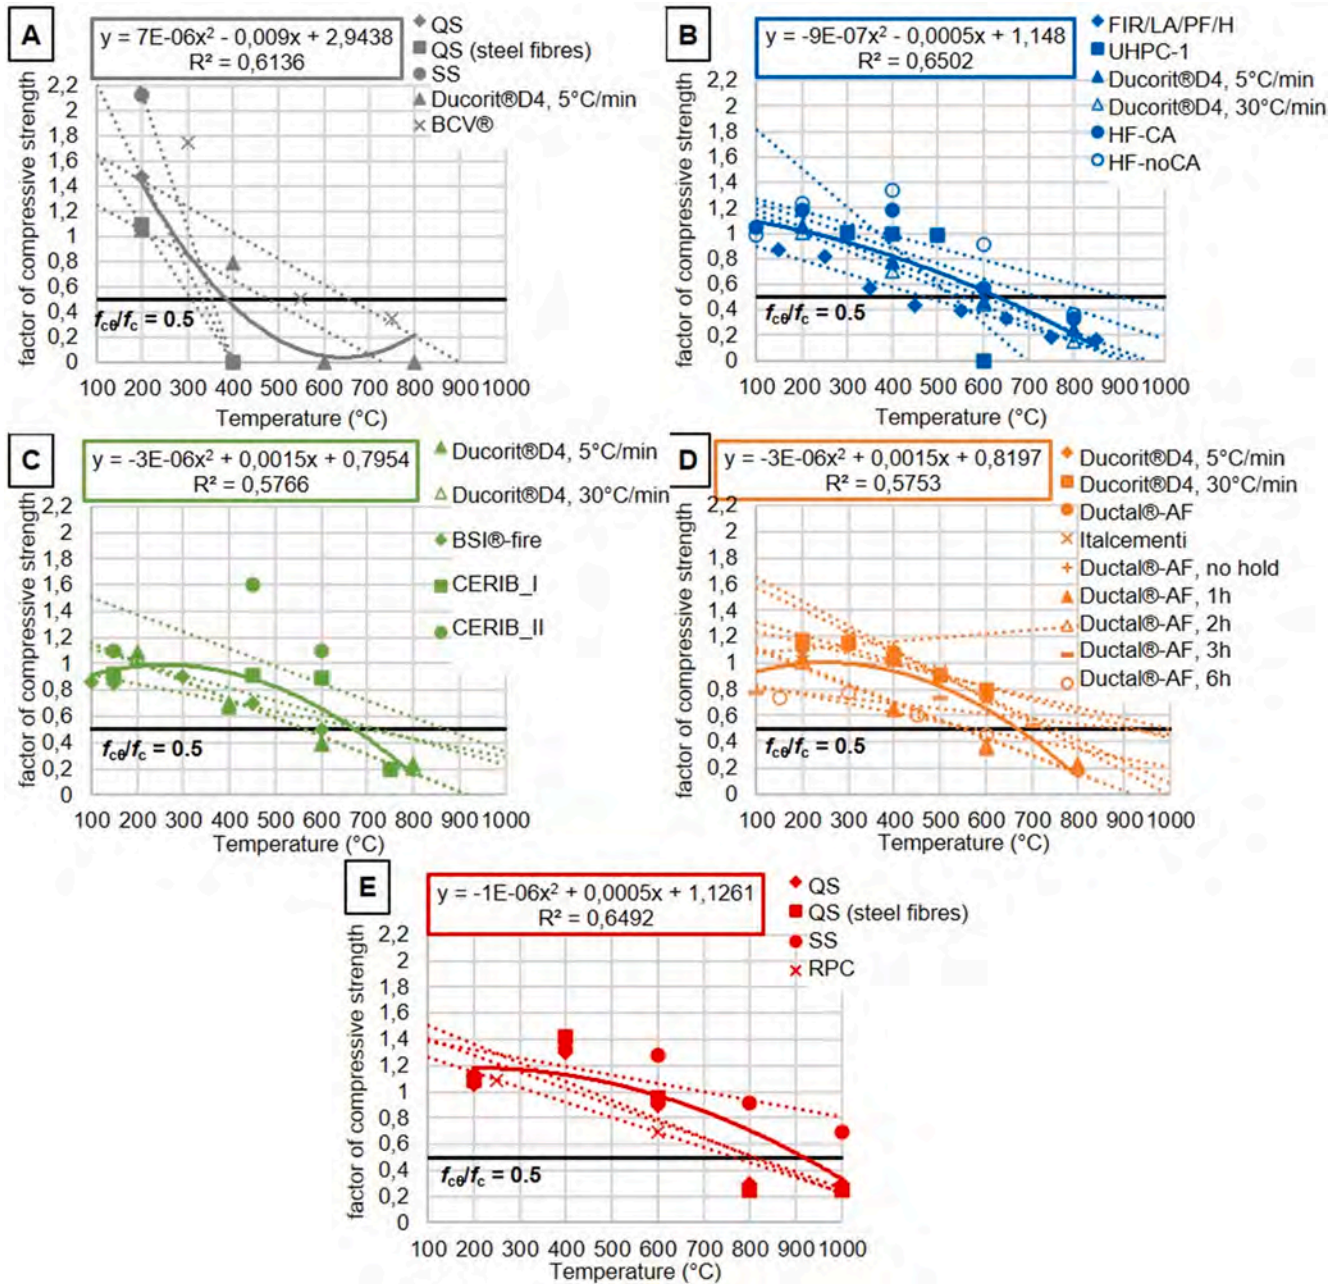 A
y = 7E-06x² - 0,009x + 2,9438
R² = 0,6136
QS
QS (steel fibres)
SS
Ducorit®D4, 5°C/min
BCV®
factor of compressive strength
2,2
2
1,8
1,6
1,4
1,2
1
0,8
0,6
0,4
0,2
0
f_cθ/f_c = 0.5
100 200 300 400 500 600 700 800 900 1000
Temperature (°C)
B
y = -9E-07x² - 0,0005x + 1,148
R² = 0,6502
FIR/LA/PF/H
UHPC-1
Ducorit®D4, 5°C/min
Ducorit®D4, 30°C/min
HF-CA
HF-noCA
factor of compressive strength
2,2
2
1,8
1,6
1,4
1,2
1
0,8
0,6
0,4
0,2
0
f_cθ/f_c = 0.5
100 200 300 400 500 600 700 800 900 1000
Temperature (°C)
C
y = -3E-06x² + 0,0015x + 0,7954
R² = 0,5766
Ducorit®D4, 5°C/min
Ducorit®D4, 30°C/min
BSI®-fire
CERIB_I
CERIB_II
factor of compressive strength
2,2
2
1,8
1,6
1,4
1,2
1
0,8
0,6
0,4
0,2
0
f_cθ/f_c = 0.5
100 200 300 400 500 600 700 800 900 1000
Temperature (°C)
D
y = -3E-06x² + 0,0015x + 0,8197
R² = 0,5753
Ducorit®D4, 5°C/min
Ducorit®D4, 30°C/min
Ductal®-AF
Italcementi
Ductal®-AF, no hold
Ductal®-AF, 1h
Ductal®-AF, 2h
Ductal®-AF, 3h
Ductal®-AF, 6h
factor of compressive strength
2,2
2
1,8
1,6
1,4
1,2
1
0,8
0,6
0,4
0,2
0
f_cθ/f_c = 0.5
100 200 300 400 500 600 700 800 900 1000
Temperature (°C)
E
y = -1E-06x² + 0,0005x + 1,1261
R² = 0,6492
QS
QS (steel fibres)
SS
RPC
factor of compressive strength
2,2
2
1,8
1,6
1,4
1,2
1
0,8
0,6
0,4
0,2
0
f_cθ/f_c = 0.5
100 200 300 400 500 600 700 800 900 1000
Temperature (°C)